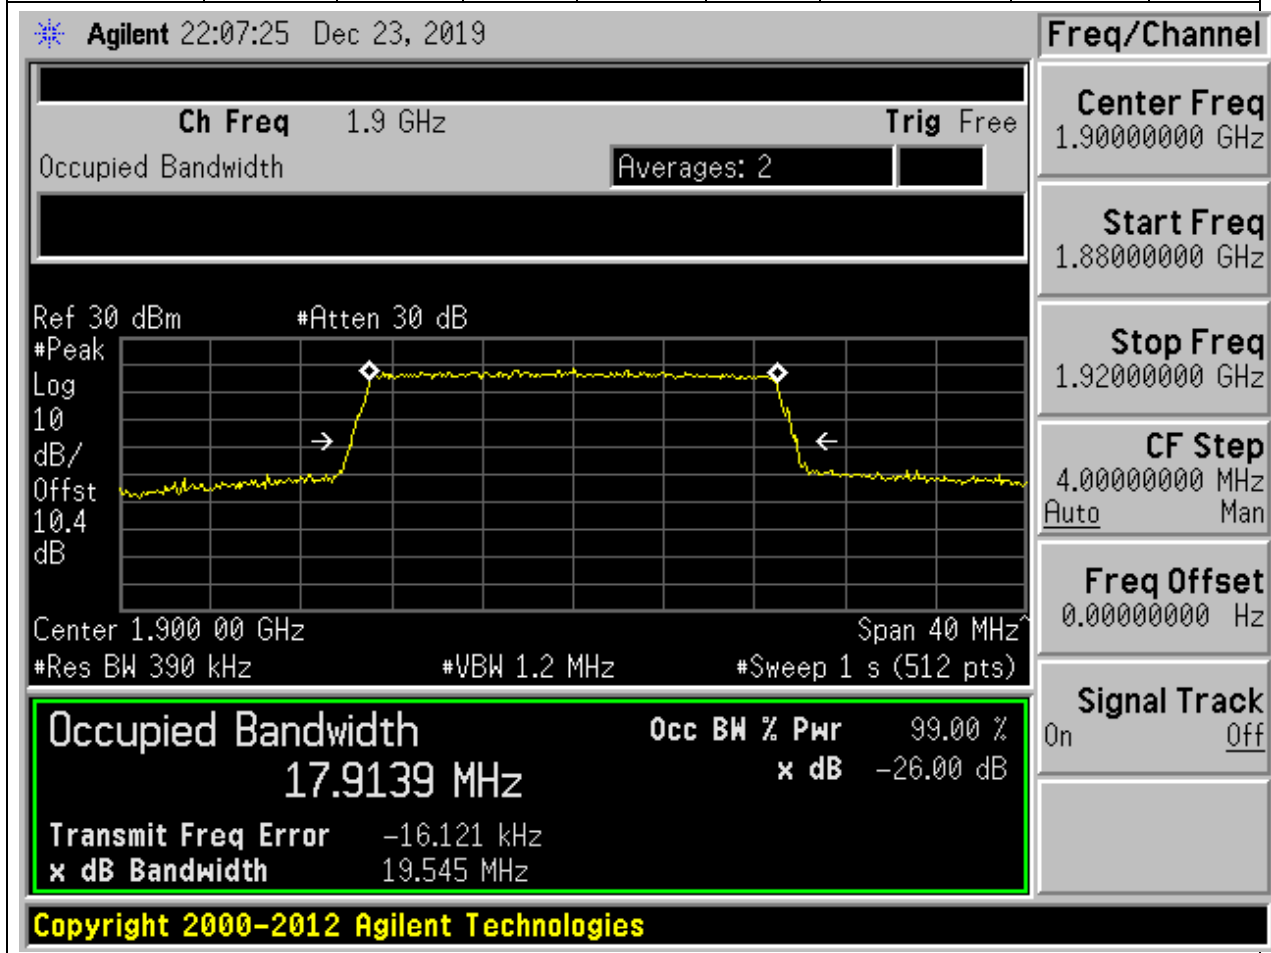 Agilent 22:07:25 Dec 23, 2019
Freq/Channel
Ch Freq 1.9 GHz Trig Free
Occupied Bandwidth Averages: 2
Center Freq
1.90000000 GHz
Start Freq
1.88000000 GHz
Stop Freq
1.92000000 GHz
CF Step
4.00000000 MHz
Auto Man
Freq Offset
0.00000000 Hz
Signal Track
On Off
Ref 30 dBm #Atten 30 dB
#Peak
Log
10
dB/
Offst
10.4
dB
Center 1.900 00 GHz Span 40 MHz^
#Res BW 390 kHz #VBW 1.2 MHz #Sweep 1 s (512 pts)
Occupied Bandwidth Occ BW % Pwr 99.00 %
17.9139 MHz x dB -26.00 dB
Transmit Freq Error -16.121 kHz
x dB Bandwidth 19.545 MHz
Copyright 2000-2012 Agilent Technologies